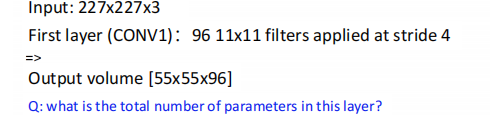 Input: 227x227x3
First layer (CONV1): 96 11x11 filters applied at stride 4
=>
Output volume [55x55x96]
Q: what is the total number of parameters in this layer?